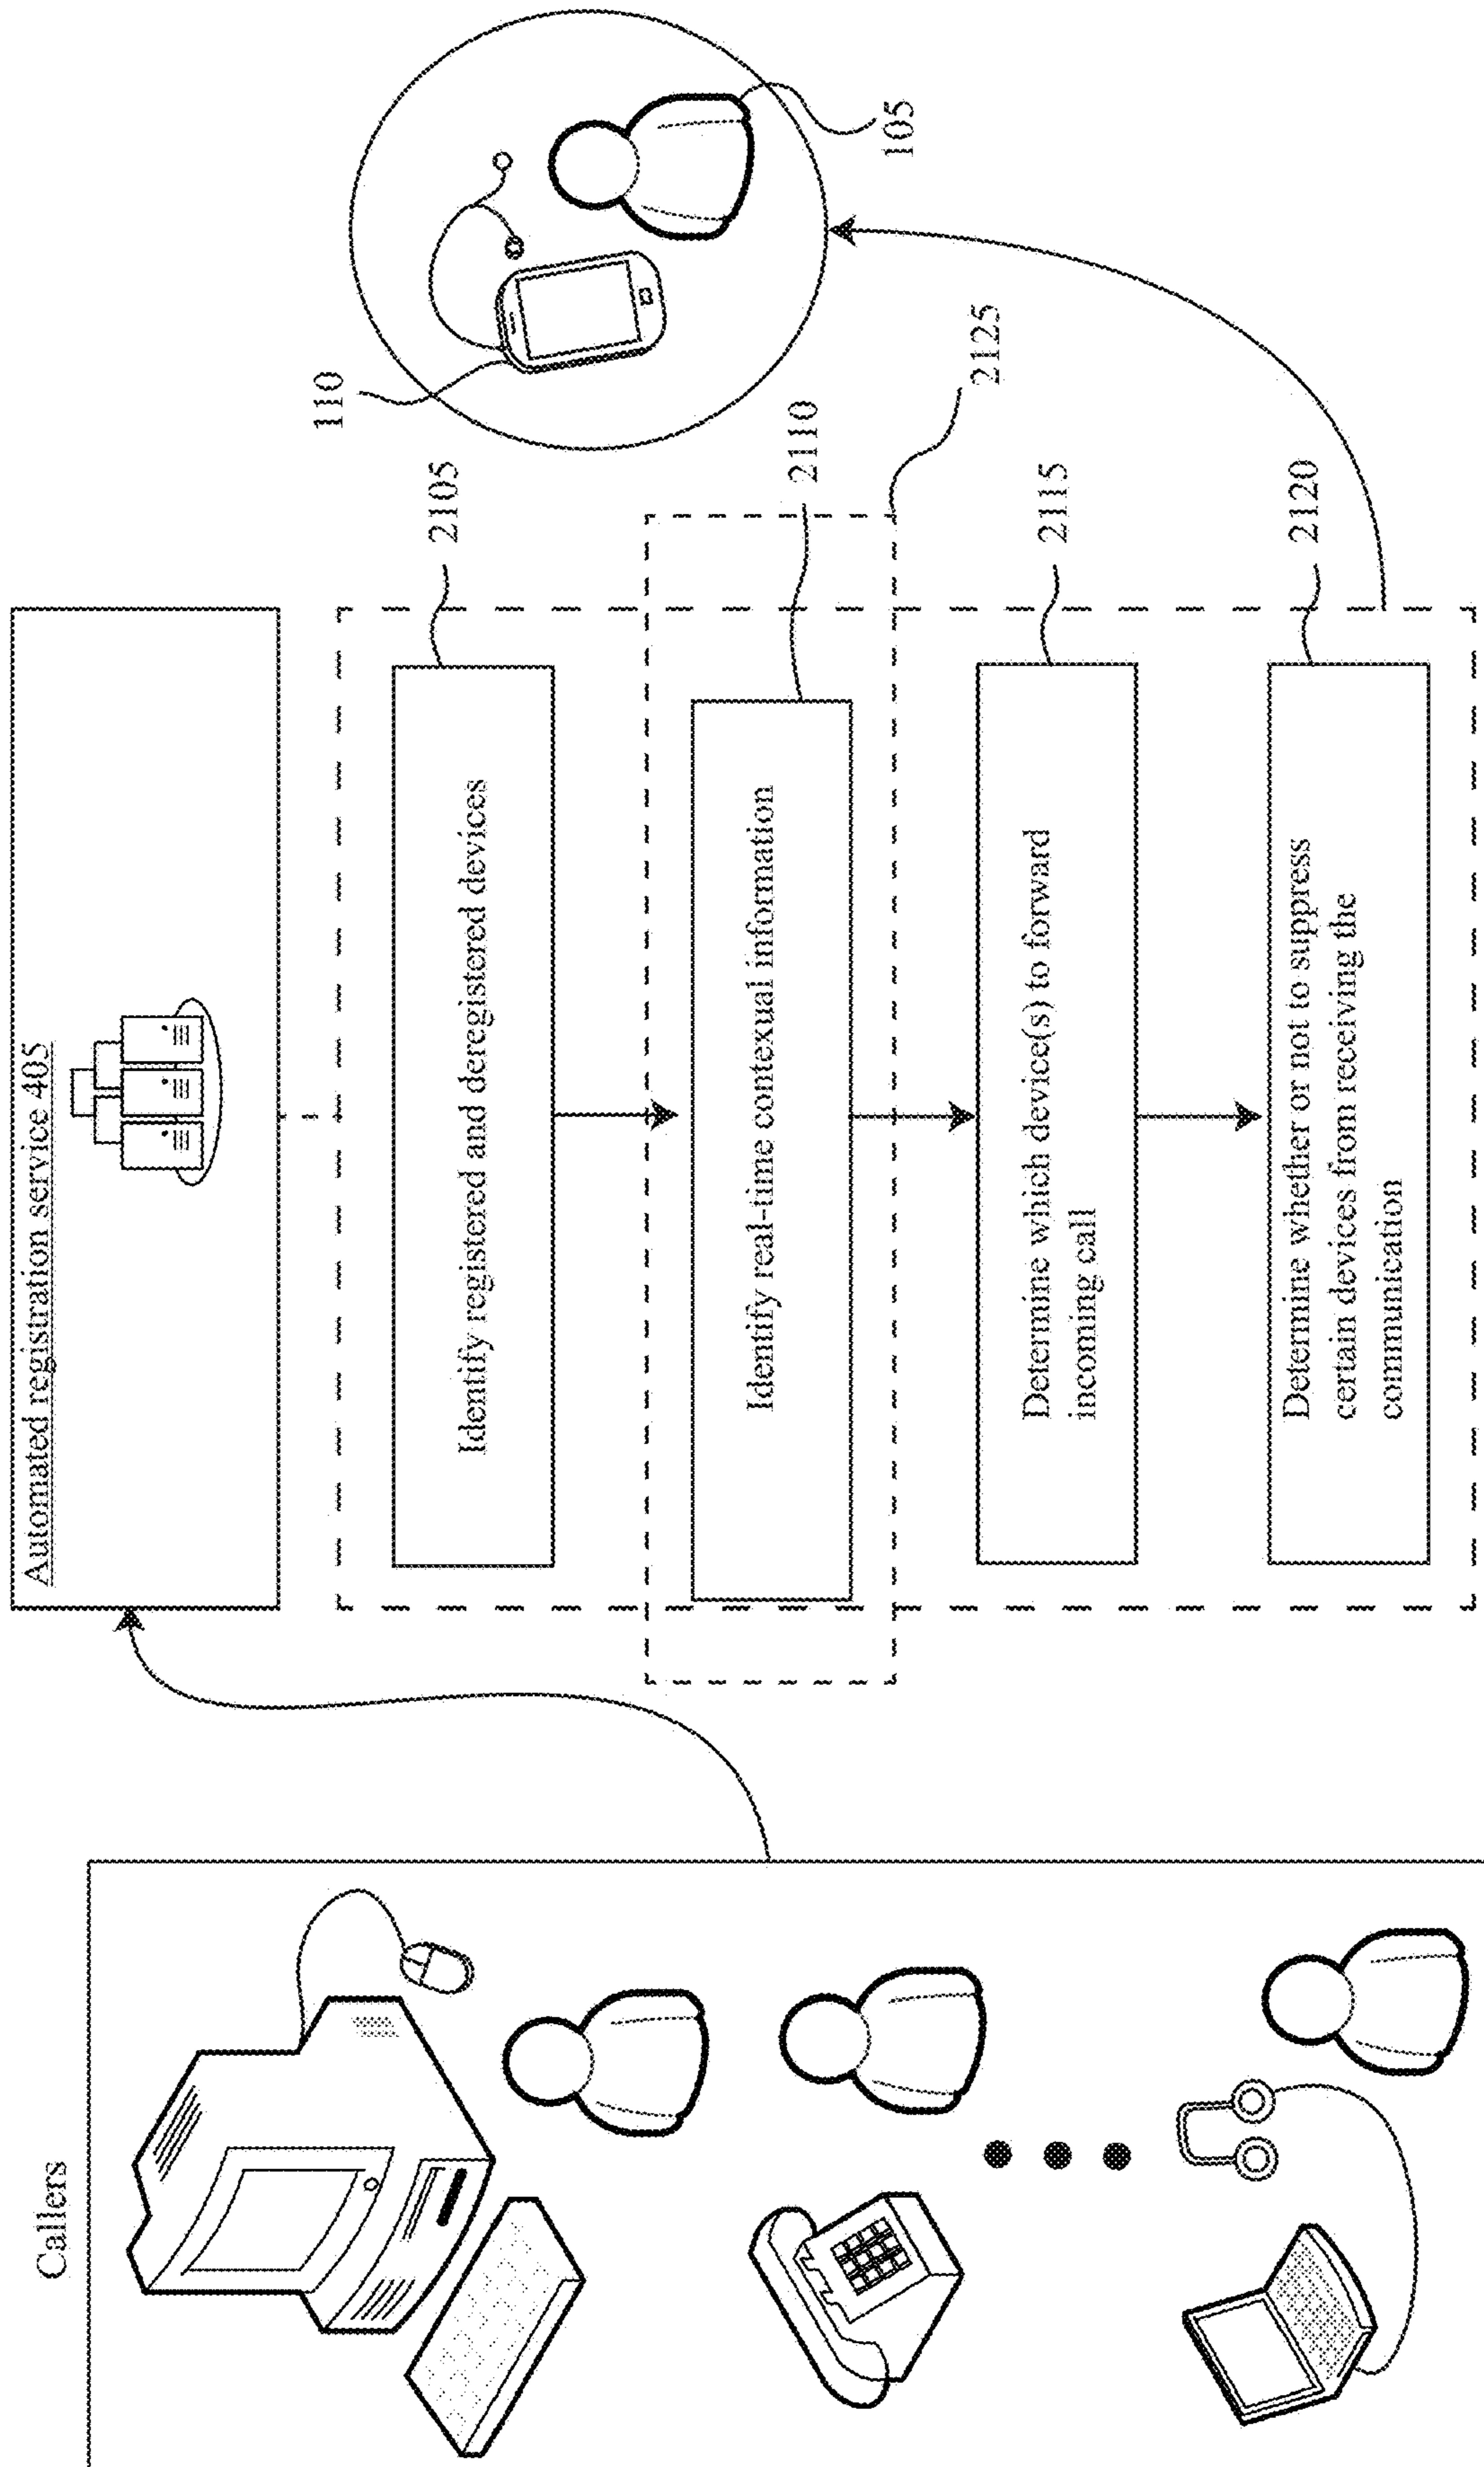 Callers
Automated registration service 405
Identify registered and deregistered devices
2105
Identify real-time contexual information
2110
2125
Determine which device(s) to forward
incoming call
2115
Determine whether or not to suppress
certain devices from receiving the
communication
2120
110
105